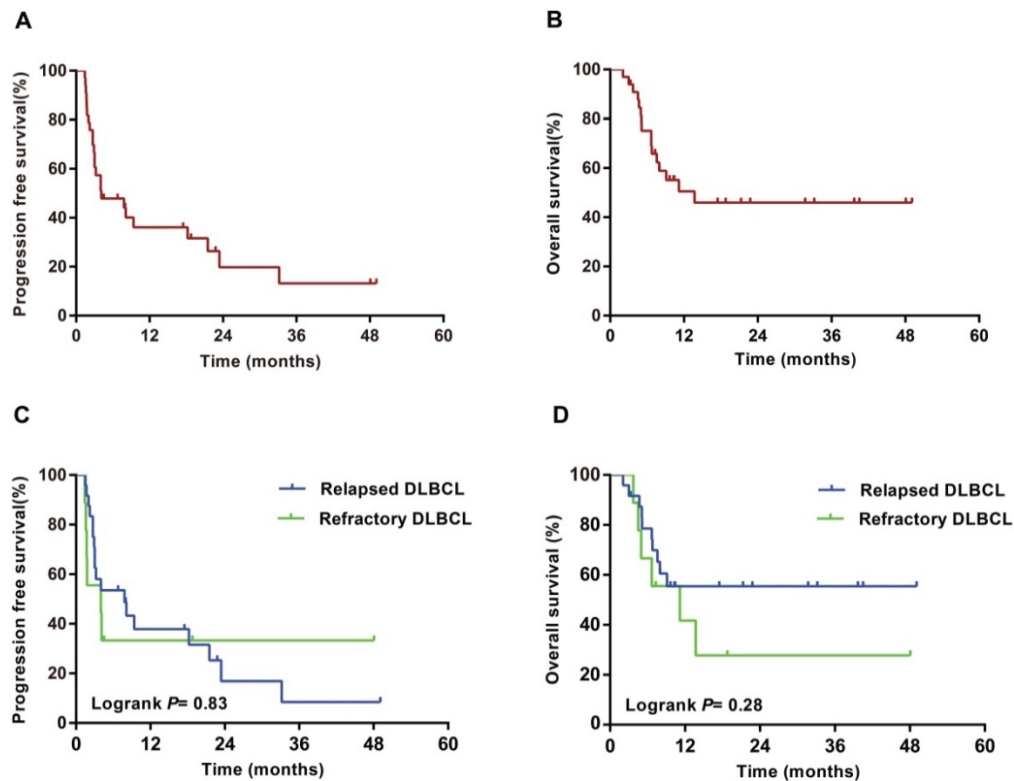 A
Progression free survival(%)
100
80
60
40
20
0
0 12 24 36 48 60
Time (months)
B
Overall survival(%)
100
80
60
40
20
0
0 12 24 36 48 60
Time (months)
C
Progression free survival(%)
100
80
60
40
20
0
Relapsed DLBCL
Refractory DLBCL
Logrank P= 0.83
0 12 24 36 48 60
Time (months)
D
Overall survival (%)
100
80
60
40
20
0
Relapsed DLBCL
Refractory DLBCL
Logrank P= 0.28
0 12 24 36 48 60
Time (months)